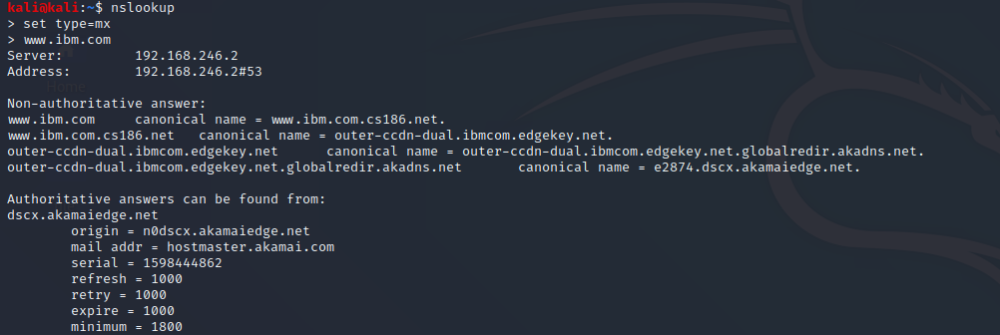 kali@kali:~$ nslookup
> set type=mx
> www.ibm.com
Server:         192.168.246.2
Address:        192.168.246.2#53

Non-authoritative answer:
www.ibm.com     canonical name = www.ibm.com.cs186.net.
www.ibm.com.cs186.net   canonical name = outer-ccdn-dual.ibmcom.edgekey.net.
outer-ccdn-dual.ibmcom.edgekey.net      canonical name = outer-ccdn-dual.ibmcom.edgekey.net.globalredir.akadns.net.
outer-ccdn-dual.ibmcom.edgekey.net.globalredir.akadns.net       canonical name = e2874.dscx.akamaiedge.net.

Authoritative answers can be found from:
dscx.akamaiedge.net
        origin = n0dscx.akamaiedge.net
        mail addr = hostmaster.akamai.com
        serial = 1598444862
        refresh = 1000
        retry = 1000
        expire = 1000
        minimum = 1800